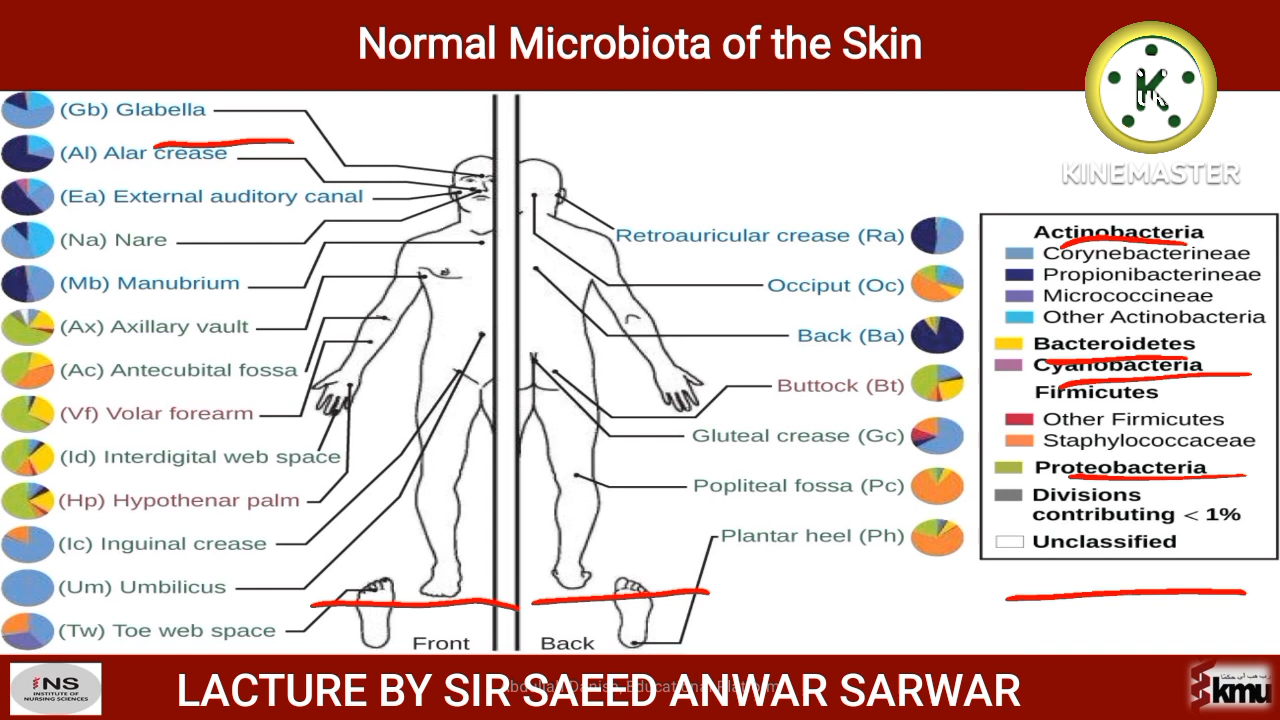 Normal Microbiota of the Skin
KINEMASTER
(Gb) Glabella
(Al) Alar crease
(Ea) External auditory canal
(Na) Nare
(Mb) Manubrium
(Ax) Axillary vault
(Ac) Antecubital fossa
(Vf) Volar forearm
(Id) Interdigital web space
(Hp) Hypothenar palm
(Ic) Inguinal crease
(Um) Umbilicus
(Tw) Toe web space
Front
Back
Retroauricular crease (Ra)
Occiput (Oc)
Back (Ba)
Buttock (Bt)
Gluteal crease (Gc)
Popliteal fossa (Pc)
Plantar heel (Ph)
Actinobacteria
Corynebacterineae
Propionibacterineae
Micrococcineae
Other Actinobacteria
Bacteroidetes
Cyanobacteria
Firmicutes
Other Firmicutes
Staphylococcaceae
Proteobacteria
Divisions
contributing < 1%
Unclassified
INS
INSTITUTE OF
NURSING SCIENCES
LACTURE BY SIR SAEED ANWAR SARWAR
kmu